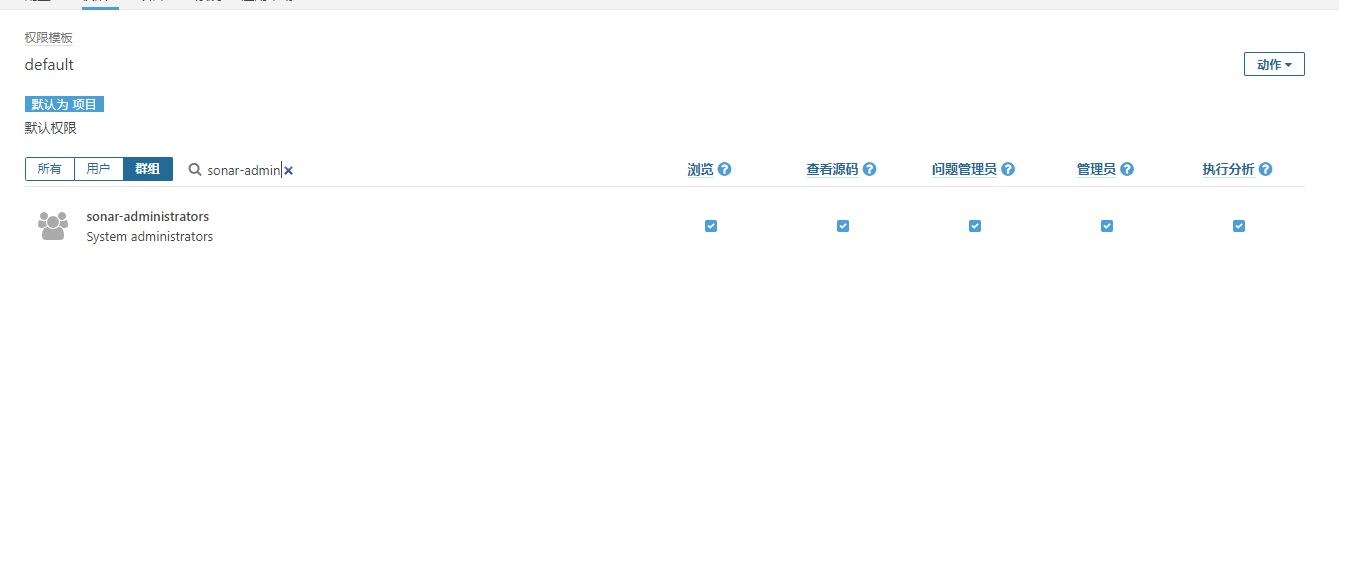 权限模板
default
动作
默认为 项目
默认权限
所有 用户 群组 sonar-admin 浏览 查看源码 问题管理员 管理员 执行分析
sonar-administrators
System administrators